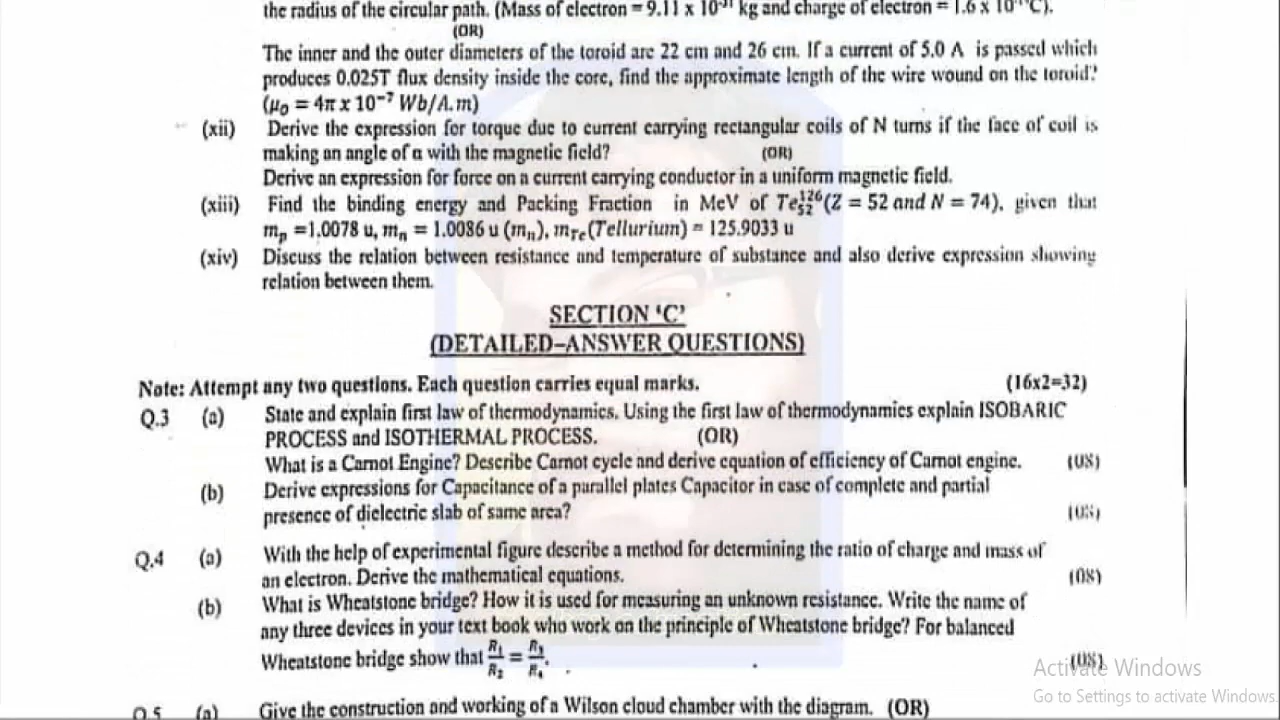 the radius of the circular path. (Mass of electron = 9.11 x 10⁻³¹ kg and charge of electron = 1.6 x 10 C).
(OR)
The inner and the outer diameters of the toroid are 22 cm and 26 cm. If a current of 5.0 A is passed which
produces 0.025T flux density inside the core, find the approximate length of the wire wound on the toroid?
(μ₀ = 4π x 10⁻⁷ Wb/A.m)
(xii) Derive the expression for torque due to current carrying rectangular coils of N turns if the face of coil is
making an angle of α with the magnetic field? (OR)
Derive an expression for force on a current carrying conductor in a uniform magnetic field.
(xiii) Find the binding energy and Packing Fraction in MeV of Te₅₂¹²⁶(Z = 52 and N = 74), given that
mₚ =1.0078 u, mₙ = 1.0086 u (mₙ), m_Te(Tellurium) = 125.9033 u
(xiv) Discuss the relation between resistance and temperature of substance and also derive expression showing
relation between them.
SECTION 'C'
(DETAILED–ANSWER QUESTIONS)
Note: Attempt any two questions. Each question carries equal marks. (16x2=32)
Q.3 (a) State and explain first law of thermodynamics. Using the first law of thermodynamics explain ISOBARIC
PROCESS and ISOTHERMAL PROCESS. (OR)
What is a Carnot Engine? Describe Carnot cycle and derive equation of efficiency of Carnot engine. (08)
(b) Derive expressions for Capacitance of a parallel plates Capacitor in case of complete and partial
presence of dielectric slab of same area? (08)
Q.4 (a) With the help of experimental figure describe a method for determining the ratio of charge and mass of
an electron. Derive the mathematical equations. (08)
(b) What is Wheatstone bridge? How it is used for measuring an unknown resistance. Write the name of
any three devices in your text book who work on the principle of Wheatstone bridge? For balanced
Wheatstone bridge show that R₁/R₂ = R₃/R₄. (08)
Q.5 (a) Give the construction and working of a Wilson cloud chamber with the diagram. (OR)
Activate Windows
Go to Settings to activate Windows.